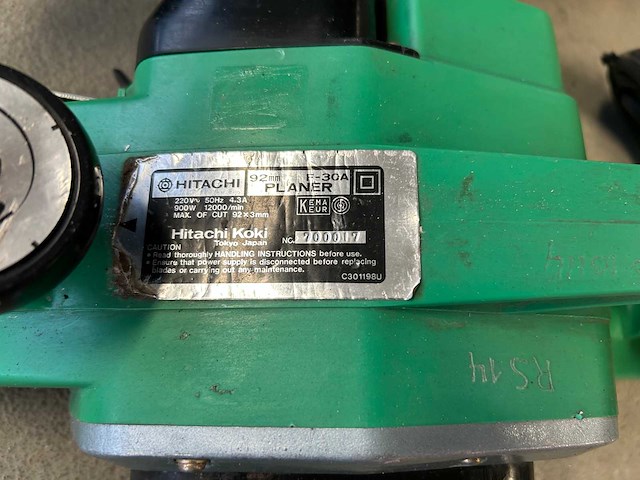 HITACHI 92mm F-30A
PLANER
220V~ 50Hz 4.3A
900W 12000/min
MAX. OF CUT 92×3mm
KEMA
KEUR
Hitachi Koki
Tokyo Japan
NO. 700017
CAUTION
• Read thoroughly HANDLING INSTRUCTIONS before use.
• Ensure that power supply is disconnected before replacing
blades or carrying out any maintenance.
C301198U
RS14